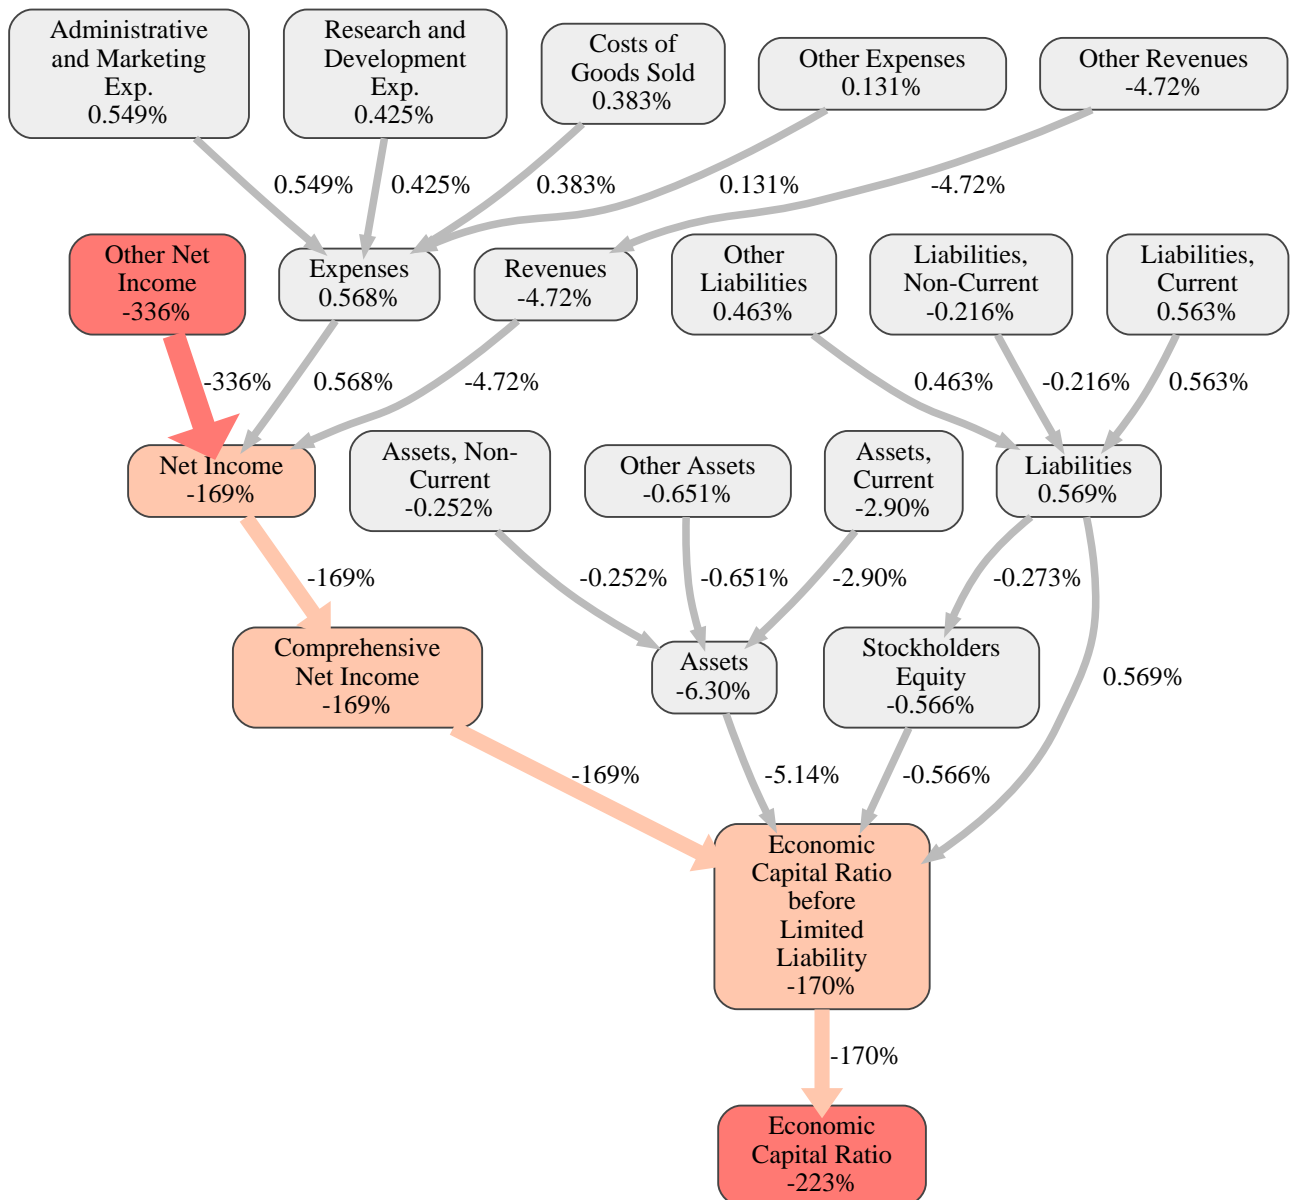 Administrative
and Marketing
Exp.
0.549%
Research and
Development
Exp.
0.425%
Costs of
Goods Sold
0.383%
Other Expenses
0.131%
Other Revenues
-4.72%
0.549%
0.425%
0.383%
0.131%
-4.72%
Other Net
Income
-336%
Expenses
0.568%
Revenues
-4.72%
Other
Liabilities
0.463%
Liabilities,
Non-Current
-0.216%
Liabilities,
Current
0.563%
-336%
0.568%
-4.72%
0.463%
-0.216%
0.563%
Net Income
-169%
Assets, Non-
Current
-0.252%
Other Assets
-0.651%
Assets,
Current
-2.90%
Liabilities
0.569%
-169%
-0.252%
-0.651%
-2.90%
-0.273%
Comprehensive
Net Income
-169%
Assets
-6.30%
Stockholders
Equity
-0.566%
0.569%
-169%
-5.14%
-0.566%
Economic
Capital Ratio
before
Limited
Liability
-170%
-170%
Economic
Capital Ratio
-223%